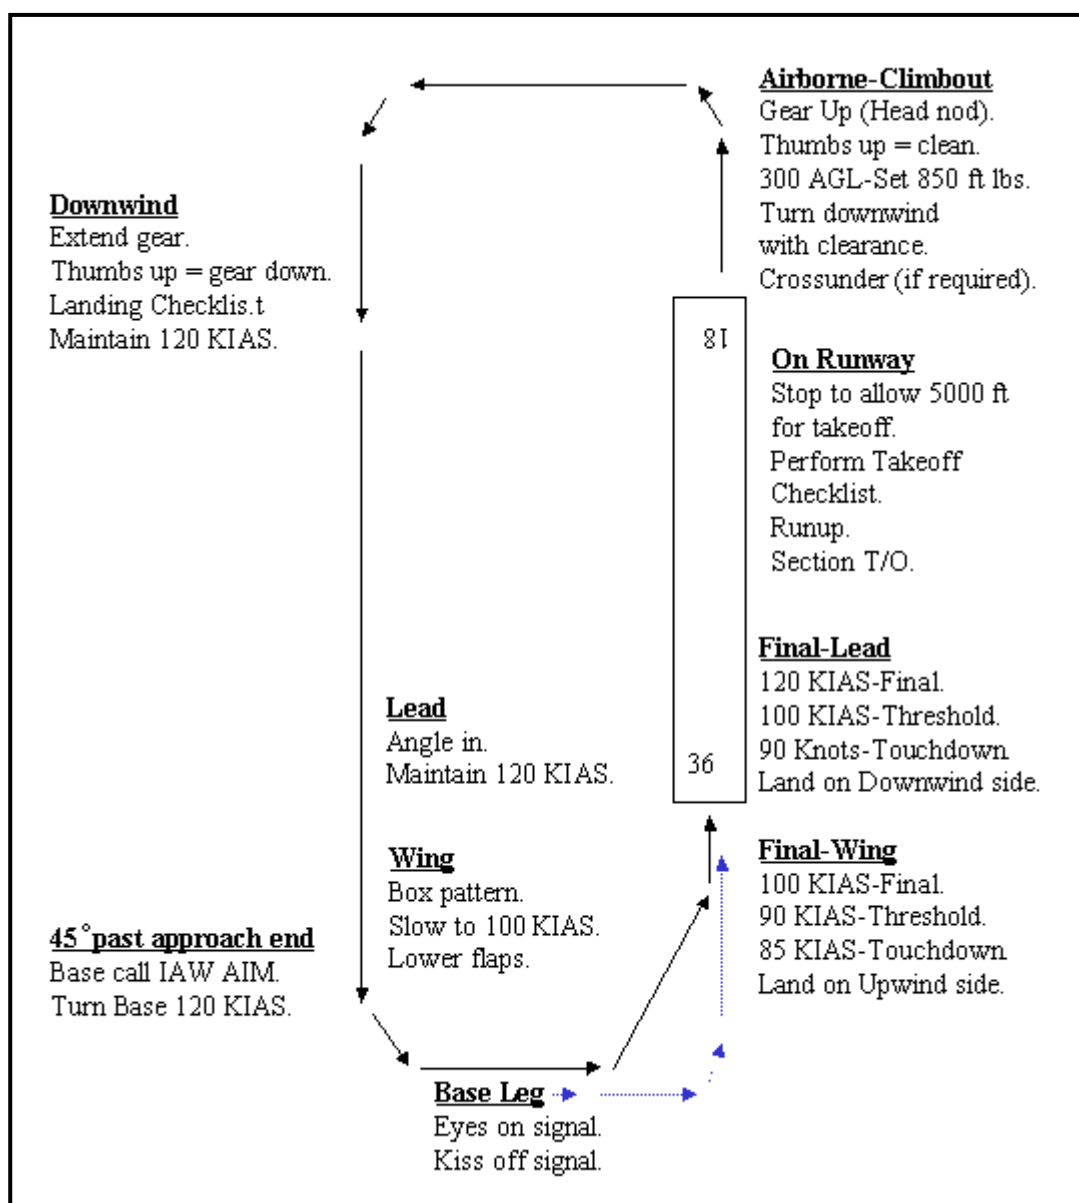 Airborne-Climbout
Gear Up (Head nod).
Thumbs up = clean.
300 AGL-Set 850 ft lbs.
Turn downwind
with clearance.
Crossunder (if required).
Downwind
Extend gear.
Thumbs up = gear down.
Landing Checklis.t
Maintain 120 KIAS.
18
On Runway
Stop to allow 5000 ft
for takeoff.
Perform Takeoff
Checklist.
Runup.
Section T/O.
Final-Lead
120 KIAS-Final.
100 KIAS-Threshold.
90 Knots-Touchdown
Land on Downwind side.
Lead
Angle in.
Maintain 120 KIAS.
36
Final-Wing
100 KIAS-Final.
90 KIAS-Threshold.
85 KIAS-Touchdown
Land on Upwind side.
Wing
Box pattern.
Slow to 100 KIAS.
Lower flaps.
45°past approach end
Base call IAW AIM.
Turn Base 120 KIAS.
Base Leg
Eyes on signal.
Kiss off signal.